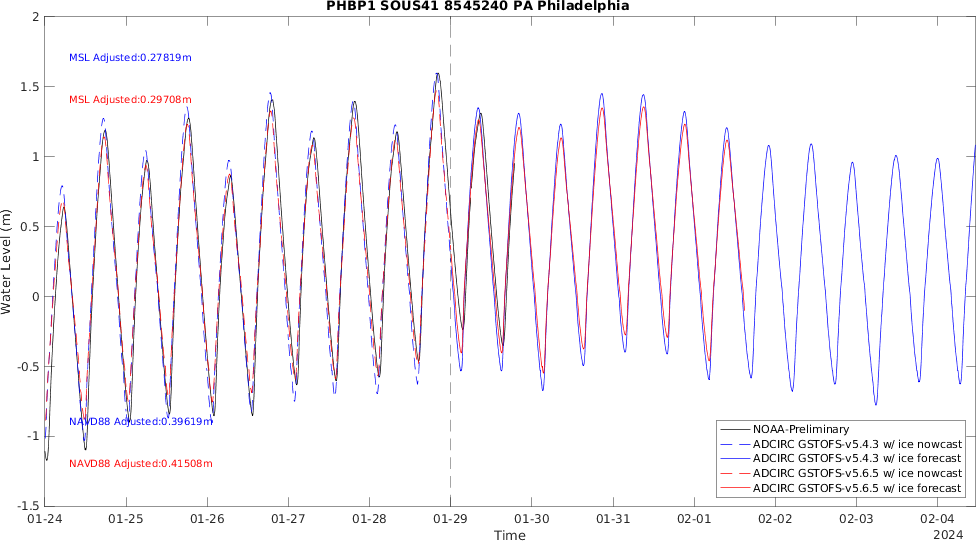 PHBP1 SOUS41 8545240 PA Philadelphia
2
1.5
1
0.5
0
-0.5
-1
-1.5
Water Level (m)
MSL Adjusted:0.27819m
MSL Adjusted:0.29708m
NAVD88 Adjusted:0.39619m
NAVD88 Adjusted:0.41508m
NOAA-Preliminary
ADCIRC GSTOFS-v5.4.3 w/ ice nowcast
ADCIRC GSTOFS-v5.4.3 w/ ice forecast
ADCIRC GSTOFS-v5.6.5 w/ ice nowcast
ADCIRC GSTOFS-v5.6.5 w/ ice forecast
01-24 01-25 01-26 01-27 01-28 01-29 01-30 01-31 02-01 02-02 02-03 02-04
Time
2024